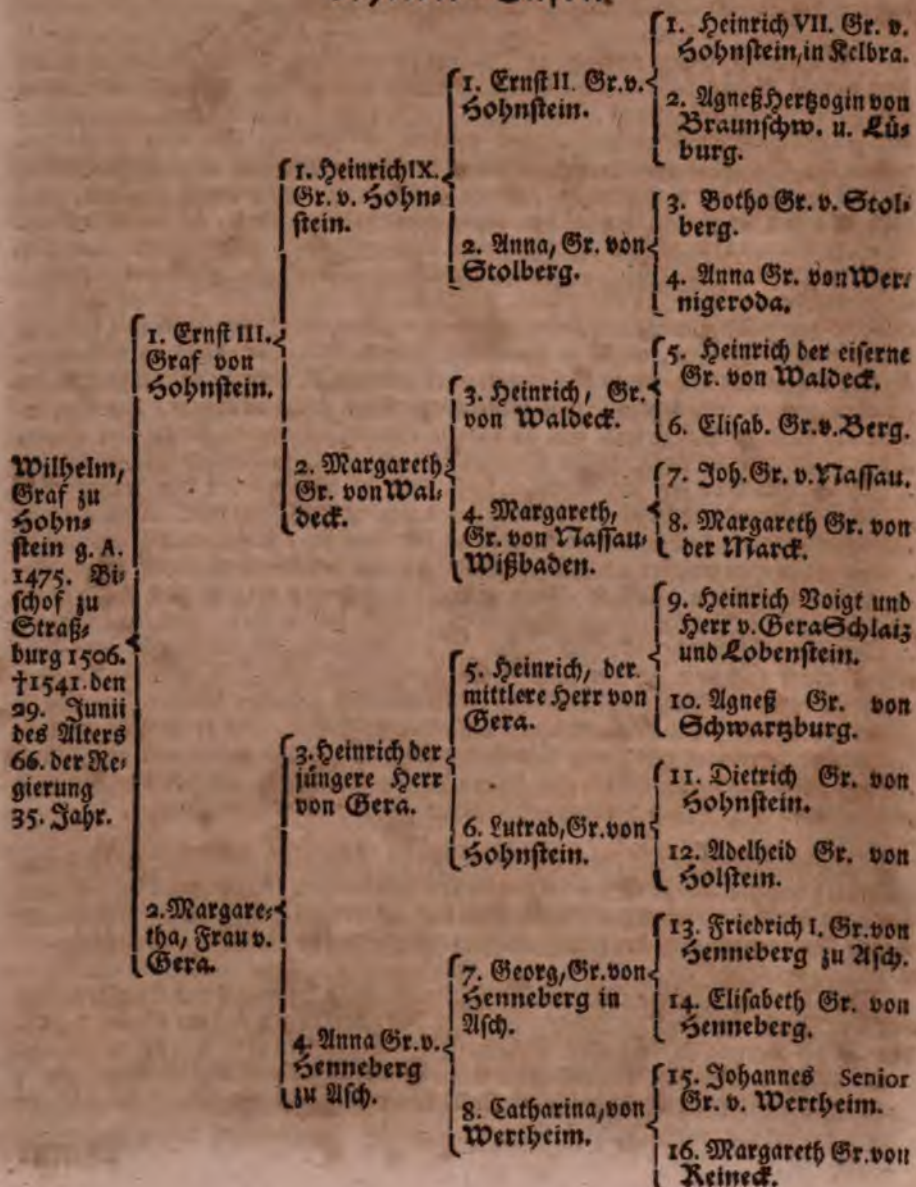 Wilhelm,
Graf zu
Hohn-
stein g. A.
1475. Bi-
schof zu
Straß-
burg 1506.
†1541. den
29. Junii
des Alters
66. der Re-
gierung
35. Jahr.
1. Ernst III.
Graf von
Hohnstein.
2. Margare-
tha, Frau v.
Gera.
1. Heinrich IX.
Gr. v. Hohn-
stein.
2. Margareth
Gr. von Wal-
deck.
3. Heinrich der
jüngere Herr
von Gera.
4. Anna Gr. v.
Henneberg
zu Asch.
1. Ernst II. Gr. v.
Hohnstein.
2. Anna, Gr. von
Stolberg.
3. Heinrich, Gr.
von Waldeck.
4. Margareth,
Gr. von Nassau-
Wißbaden.
5. Heinrich, der
mittlere Herr von
Gera.
6. Lutrad, Gr. von
Hohnstein.
7. Georg, Gr. von
Henneberg in
Asch.
8. Catharina, von
Wertheim.
1. Heinrich VII. Gr. v.
Hohnstein, in Kelbra.
2. Agneß Hertzogin von
Braunschw. u. Lü-
burg.
3. Botho Gr. v. Stol-
berg.
4. Anna Gr. von Wer-
nigeroda.
5. Heinrich der eiserne
Gr. von Waldeck.
6. Elisab. Gr. v. Berg.
7. Joh. Gr. v. Nassau.
8. Margareth Gr. von
der Marck.
9. Heinrich Voigt und
Herr v. Gera Schlaiz
und Lobenstein.
10. Agneß Gr. von
Schwartzburg.
11. Dietrich Gr. von
Hohnstein.
12. Adelheid Gr. von
Holstein.
13. Friedrich I. Gr. von
Henneberg zu Asch.
14. Elisabeth Gr. von
Henneberg.
15. Johannes Senior
Gr. v. Wertheim.
16. Margareth Gr. von
Reineck.